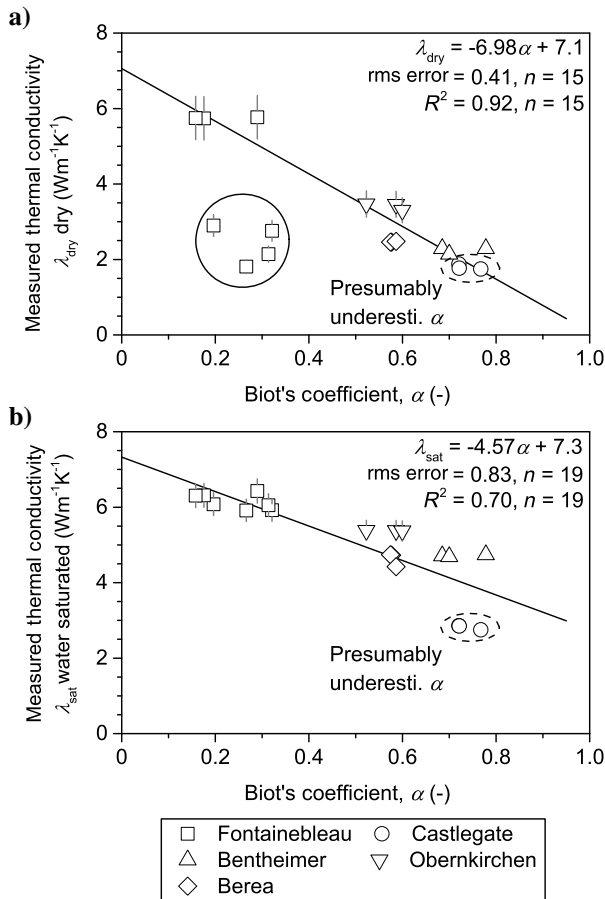 a)
λdry = -6.98α + 7.1
rms error = 0.41, n = 15
R² = 0.92, n = 15
Measured thermal conductivity
λdry dry (Wm⁻¹K⁻¹)
8
6
4
2
0
Presumably
underesti. α
0 0.2 0.4 0.6 0.8 1.0
Biot's coefficient, α (-)
b)
λsat = -4.57α + 7.3
rms error = 0.83, n = 19
R² = 0.70, n = 19
Measured thermal conductivity
λsat water saturated (Wm⁻¹K⁻¹)
8
6
4
2
0
Presumably
underesti. α
0 0.2 0.4 0.6 0.8 1.0
Biot's coefficient, α (-)
Fontainebleau Castlegate
Bentheimer Obernkirchen
Berea